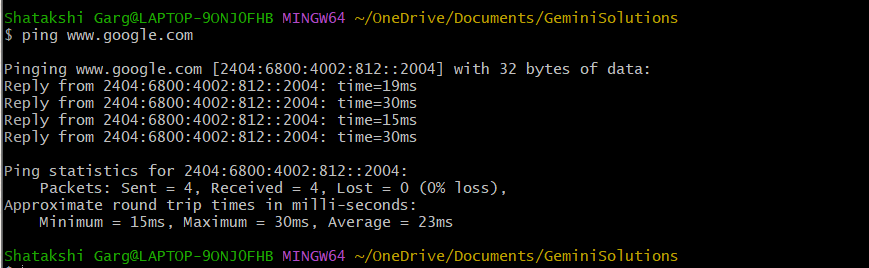 Shatakshi Garg@LAPTOP-9ONJOFHB MINGW64 ~/OneDrive/Documents/GeminiSolutions
$ ping www.google.com
Pinging www.google.com [2404:6800:4002:812::2004] with 32 bytes of data:
Reply from 2404:6800:4002:812::2004: time=19ms
Reply from 2404:6800:4002:812::2004: time=30ms
Reply from 2404:6800:4002:812::2004: time=15ms
Reply from 2404:6800:4002:812::2004: time=30ms
Ping statistics for 2404:6800:4002:812::2004:
    Packets: Sent = 4, Received = 4, Lost = 0 (0% loss),
Approximate round trip times in milli-seconds:
    Minimum = 15ms, Maximum = 30ms, Average = 23ms
Shatakshi Garg@LAPTOP-9ONJOFHB MINGW64 ~/OneDrive/Documents/GeminiSolutions